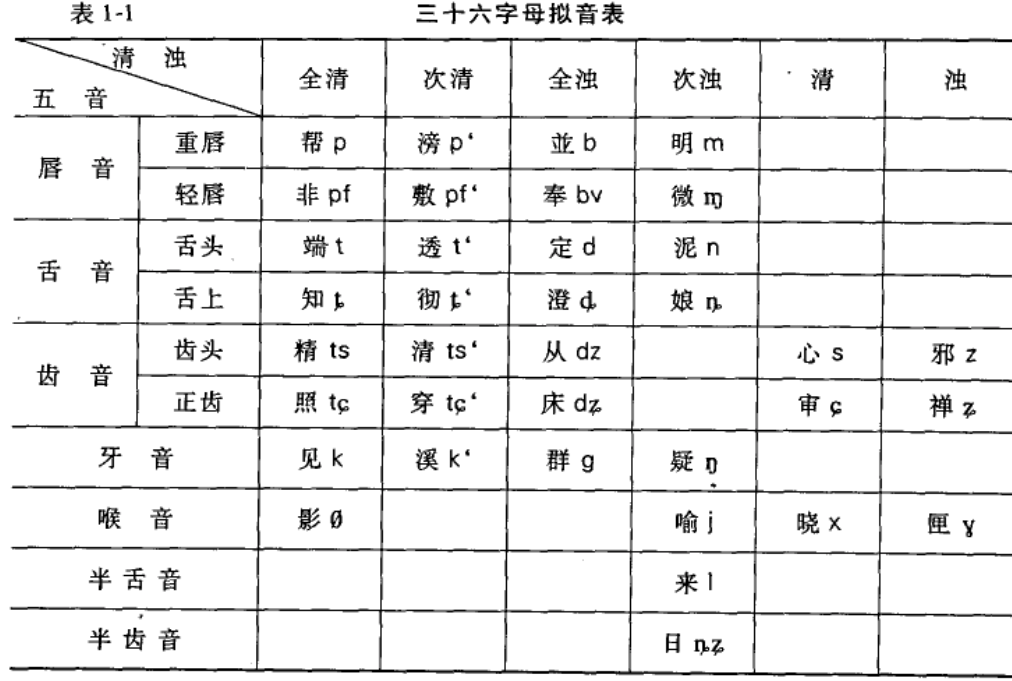 表 1-1 三十六字母拟音表
清 浊
五 音
全清 次清 全浊 次浊 清 浊
唇 音 重唇 帮 p 滂 p‘ 並 b 明 m
轻唇 非 pf 敷 pf‘ 奉 bv 微 ɱ
舌 音 舌头 端 t 透 t‘ 定 d 泥 n
舌上 知 ȶ 彻 ȶ‘ 澄 ȡ 娘 ȵ
齿 音 齿头 精 ts 清 ts‘ 从 dz 心 s 邪 z
正齿 照 tɕ 穿 tɕ‘ 床 dʑ 审 ɕ 禅 ʑ
牙 音 见 k 溪 k‘ 群 g 疑 ŋ
喉 音 影 ø 喻 j 晓 x 匣 ɣ
半 舌 音 来 l
半 齿 音 日 ȵʑ